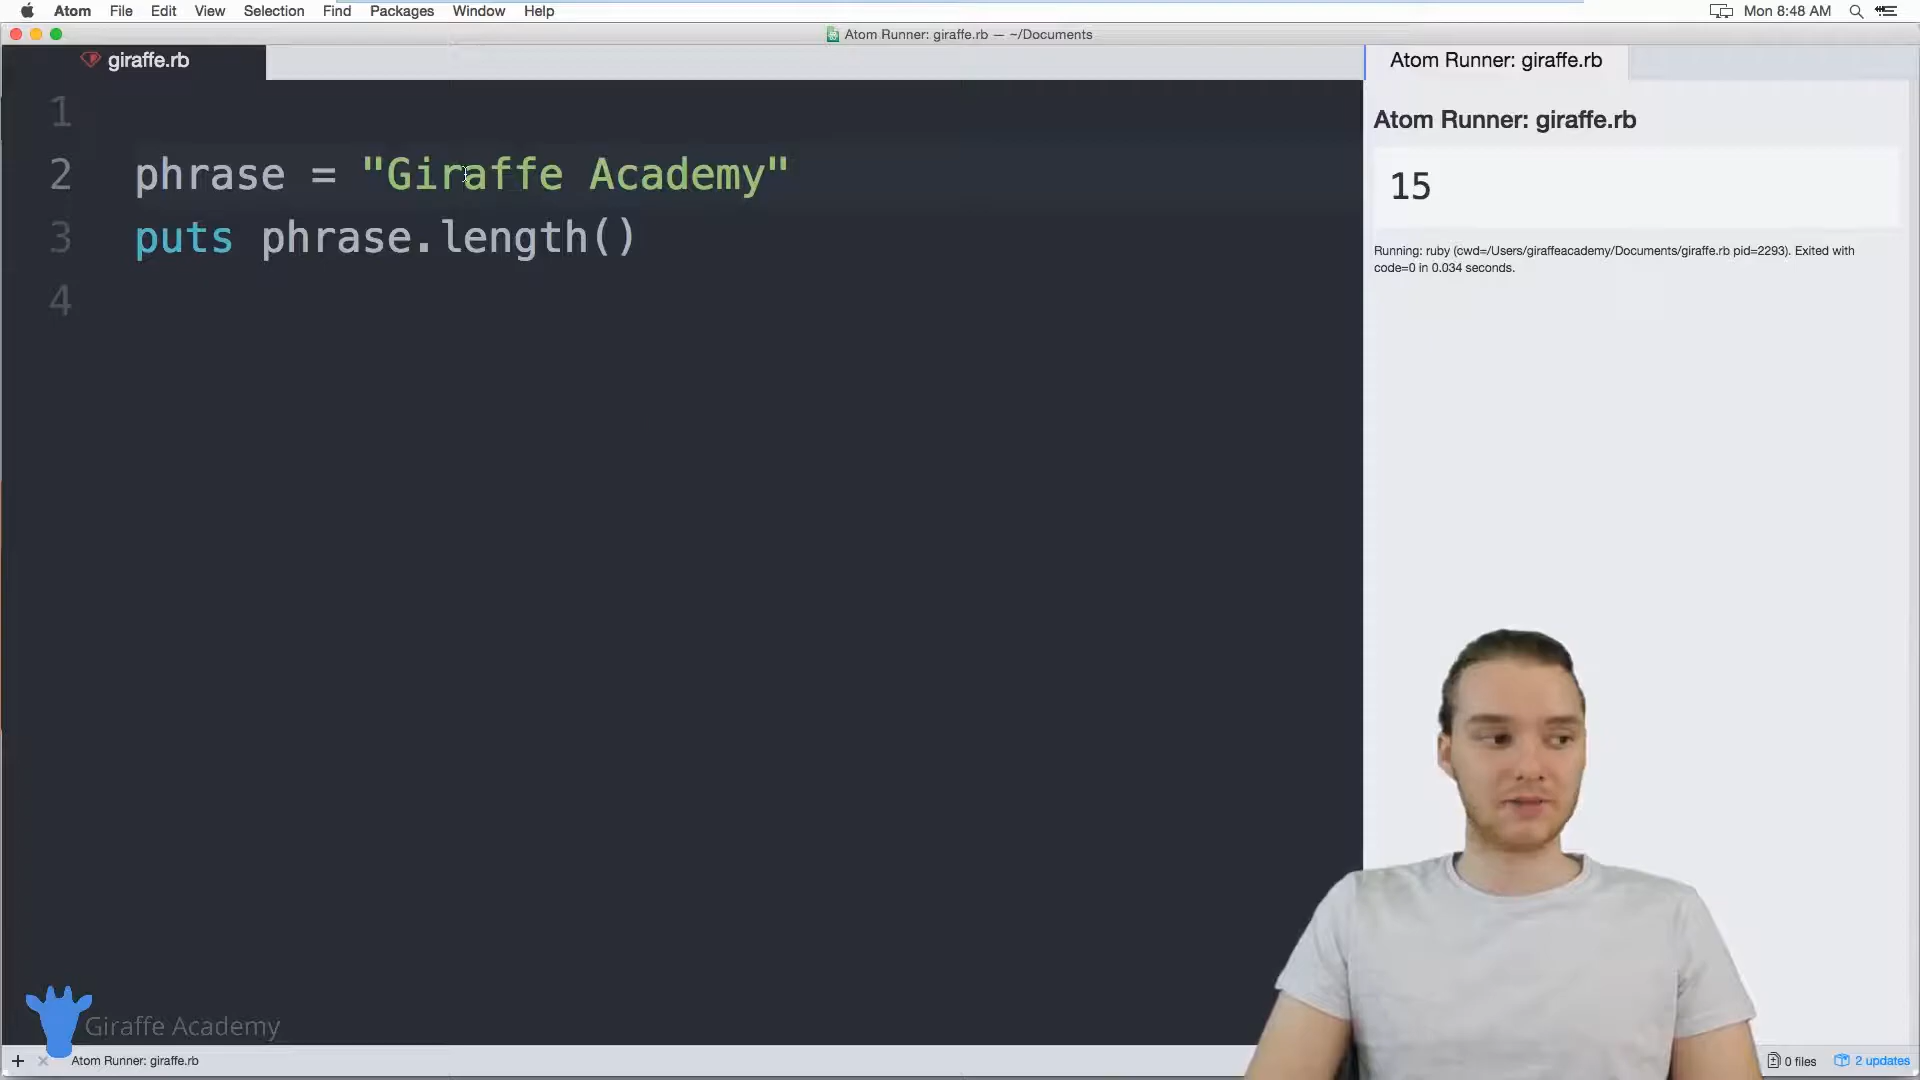 Atom File Edit View Selection Find Packages Window Help Mon 8:48 AM
Atom Runner: giraffe.rb — ~/Documents
giraffe.rb
Atom Runner: giraffe.rb
1
2 phrase = "Giraffe Academy"
3 puts phrase.length()
4
Atom Runner: giraffe.rb
15
Running: ruby (cwd=/Users/giraffeacademy/Documents/giraffe.rb pid=2293). Exited with
code=0 in 0.034 seconds.
Giraffe Academy
Atom Runner: giraffe.rb 0 files 2 updates